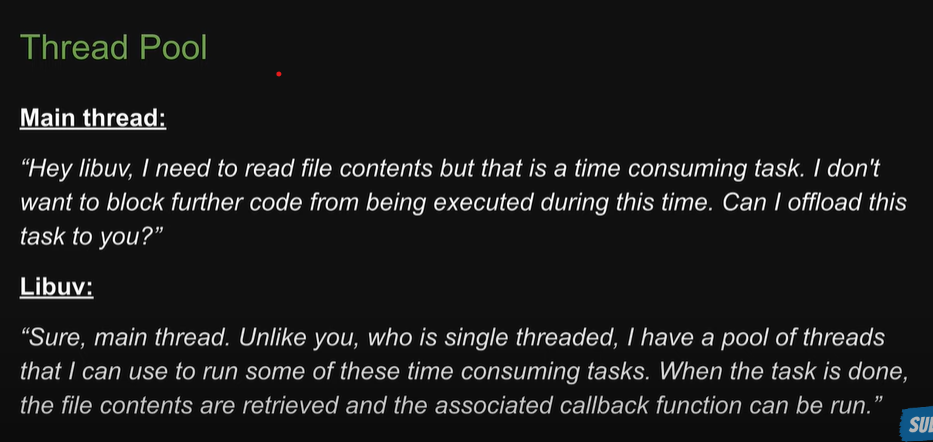 Thread Pool
Main thread:
“Hey libuv, I need to read file contents but that is a time consuming task. I don't
want to block further code from being executed during this time. Can I offload this
task to you?”
Libuv:
“Sure, main thread. Unlike you, who is single threaded, I have a pool of threads
that I can use to run some of these time consuming tasks. When the task is done,
the file contents are retrieved and the associated callback function can be run.”